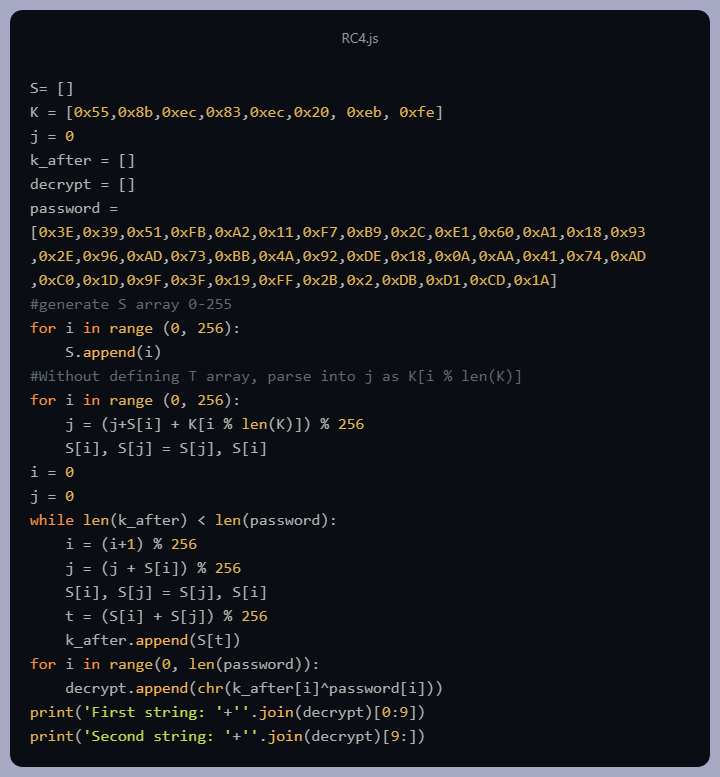 RC4.js
S= []
K = [0x55,0x8b,0xec,0x83,0xec,0x20, 0xeb, 0xfe]
j = 0
k_after = []
decrypt = []
password =
[0x3E,0x39,0x51,0xFB,0xA2,0x11,0xF7,0xB9,0x2C,0xE1,0x60,0xA1,0x18,0x93
,0x2E,0x96,0xAD,0x73,0xBB,0x4A,0x92,0xDE,0x18,0x0A,0xAA,0x41,0x74,0xAD
,0xC0,0x1D,0x9F,0x3F,0x19,0xFF,0x2B,0x2,0xDB,0xD1,0xCD,0x1A]
#generate S array 0-255
for i in range (0, 256):
    S.append(i)
#Without defining T array, parse into j as K[i % len(K)]
for i in range (0, 256):
    j = (j+S[i] + K[i % len(K)]) % 256
    S[i], S[j] = S[j], S[i]
i = 0
j = 0
while len(k_after) < len(password):
    i = (i+1) % 256
    j = (j + S[i]) % 256
    S[i], S[j] = S[j], S[i]
    t = (S[i] + S[j]) % 256
    k_after.append(S[t])
for i in range(0, len(password)):
    decrypt.append(chr(k_after[i]^password[i]))
print('First string: '+''.join(decrypt)[0:9])
print('Second string: '+''.join(decrypt)[9:])